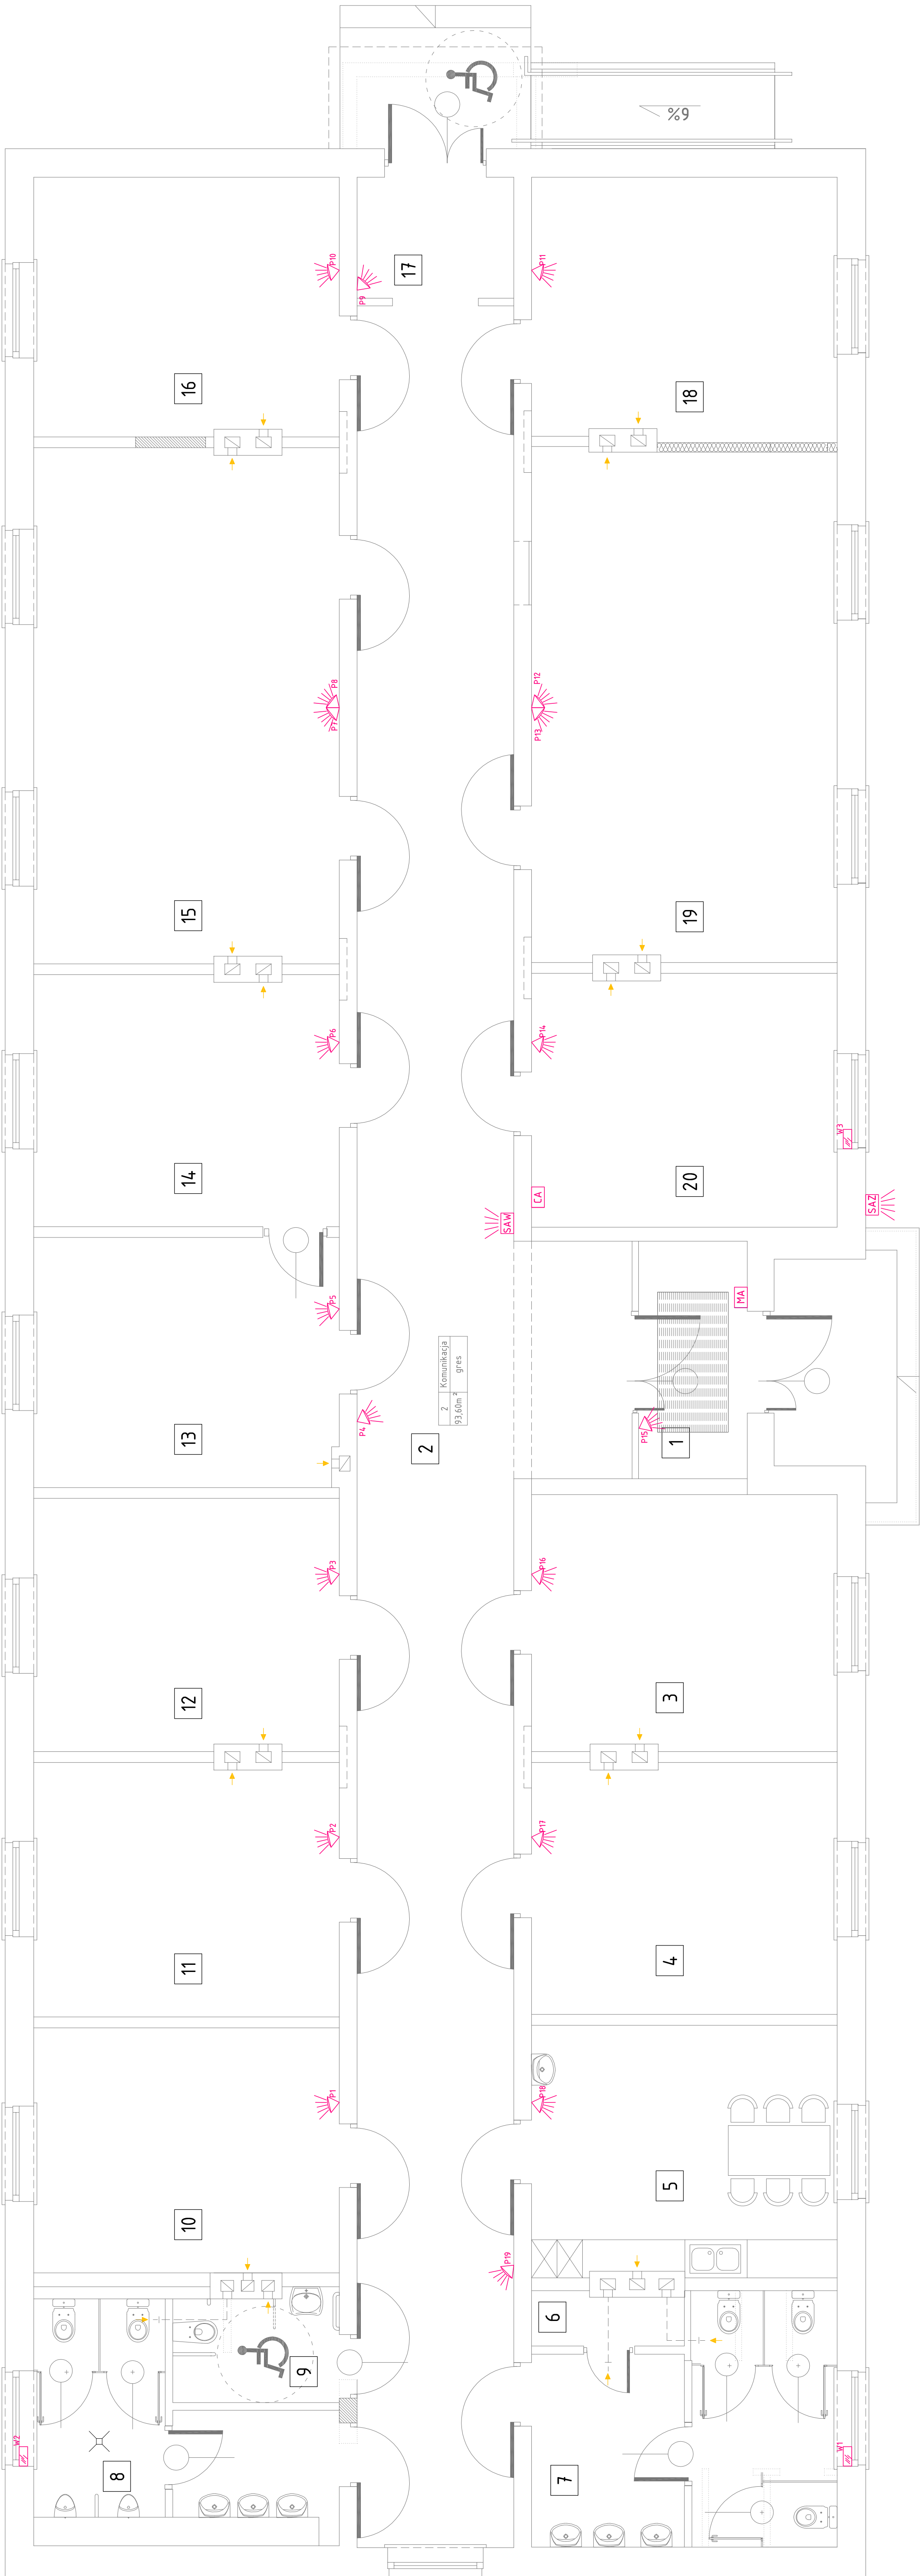 6%
17
P10
P9
P11
16
18
P8
P7
P12
P13
15
19
P6
P14
14
20
W3
CA
SAW
SAZ
MA
P5
2 Komunikacja
93,60m² gres
P4
2
13
P15
1
P3
P16
12
3
P2
P17
11
4
P1
P18
10
5
P19
6
9
W2
W1
8
7